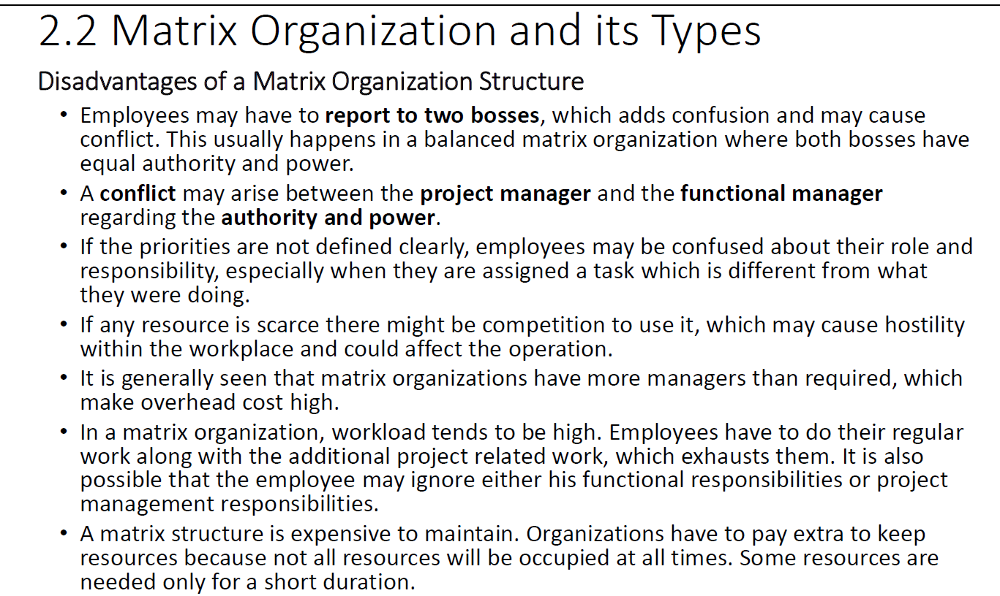 2.2 Matrix Organization and its Types
Disadvantages of a Matrix Organization Structure
• Employees may have to report to two bosses, which adds confusion and may cause
conflict. This usually happens in a balanced matrix organization where both bosses have
equal authority and power.
• A conflict may arise between the project manager and the functional manager
regarding the authority and power.
• If the priorities are not defined clearly, employees may be confused about their role and
responsibility, especially when they are assigned a task which is different from what
they were doing.
• If any resource is scarce there might be competition to use it, which may cause hostility
within the workplace and could affect the operation.
• It is generally seen that matrix organizations have more managers than required, which
make overhead cost high.
• In a matrix organization, workload tends to be high. Employees have to do their regular
work along with the additional project related work, which exhausts them. It is also
possible that the employee may ignore either his functional responsibilities or project
management responsibilities.
• A matrix structure is expensive to maintain. Organizations have to pay extra to keep
resources because not all resources will be occupied at all times. Some resources are
needed only for a short duration.